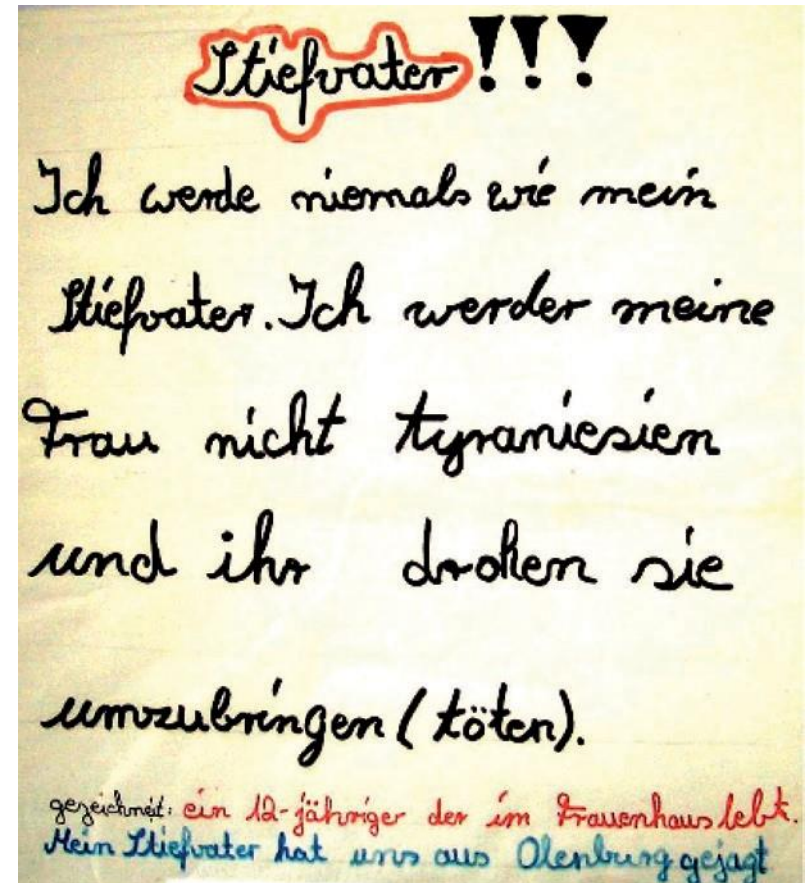 Stiefvater!!!
Ich werde niemals wie mein
Stiefvater. Ich werder meine
Frau nicht tyraniesien
und ihr drohen sie
umzubringen (töten).
gezeichnet: ein 12-jähriger der im Frauenhaus lebt.
Mein Stiefvater hat uns aus Olenburg gejagt